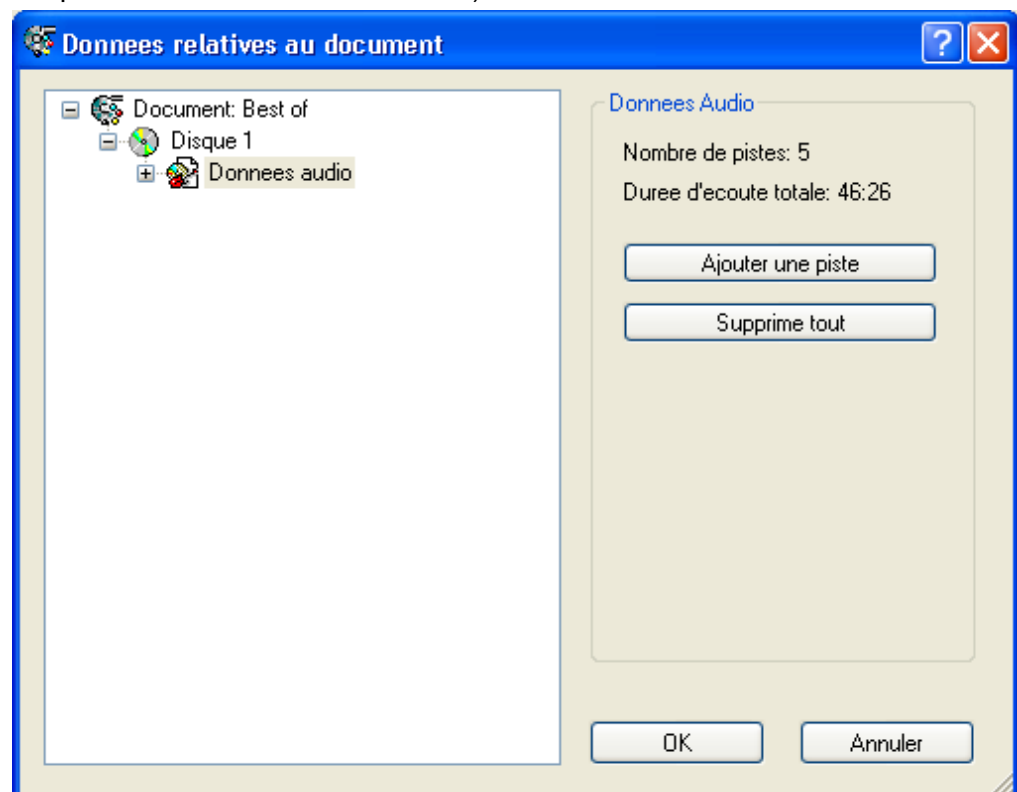 Donnees relatives au document
Document: Best of
Disque 1
Donnees audio
Donnees Audio
Nombre de pistes: 5
Duree d'ecoute totale: 46:26
Ajouter une piste
Supprime tout
OK
Annuler